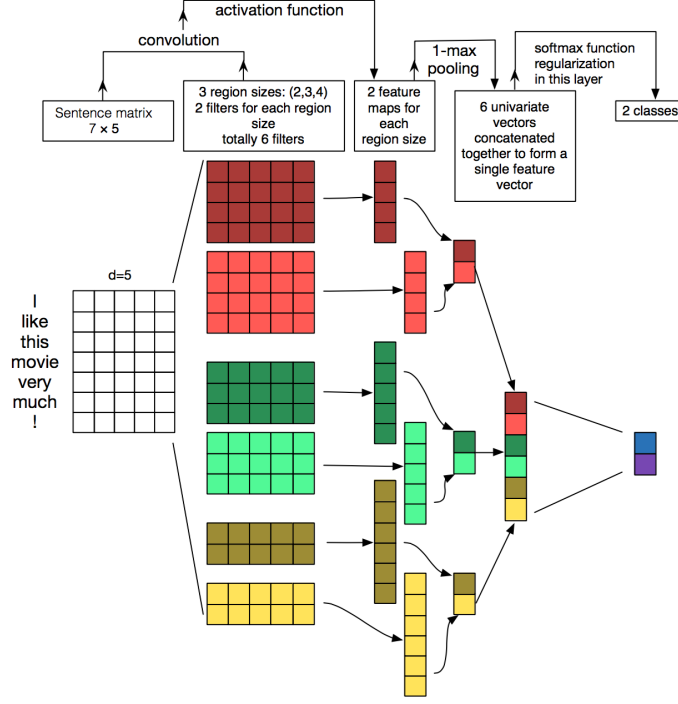 activation function
convolution
1-max
pooling
softmax function
regularization
in this layer
3 region sizes: (2,3,4)
2 filters for each region
size
totally 6 filters
2 feature
maps for
each
region size
Sentence matrix
7 × 5
6 univariate
vectors
concatenated
together to form a
single feature
vector
2 classes
d=5
I
like
this
movie
very
much
!